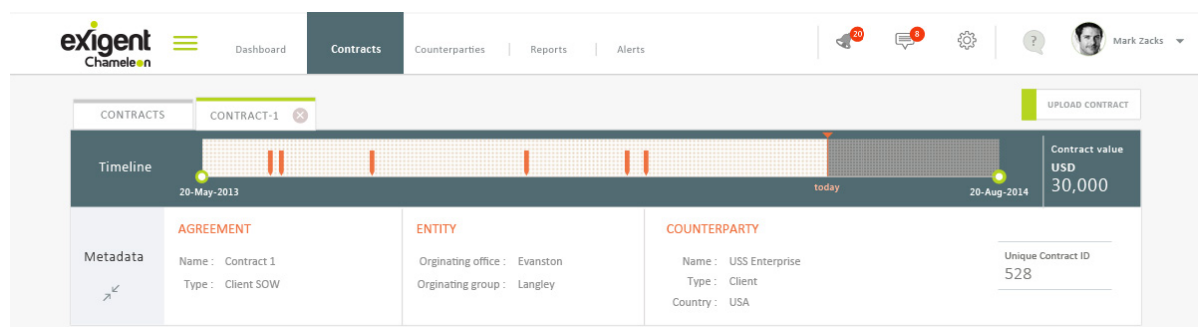 exigent
Chameleon
Dashboard
Contracts
Counterparties
Reports
Alerts
20
8
?
Mark Zacks
CONTRACTS
CONTRACT-1
UPLOAD CONTRACT
Timeline
20-May-2013
today
20-Aug-2014
Contract value
USD
30,000
Metadata
AGREEMENT
Name : Contract 1
Type : Client SOW
ENTITY
Orginating office : Evanston
Orginating group : Langley
COUNTERPARTY
Name : USS Enterprise
Type : Client
Country : USA
Unique Contract ID
528